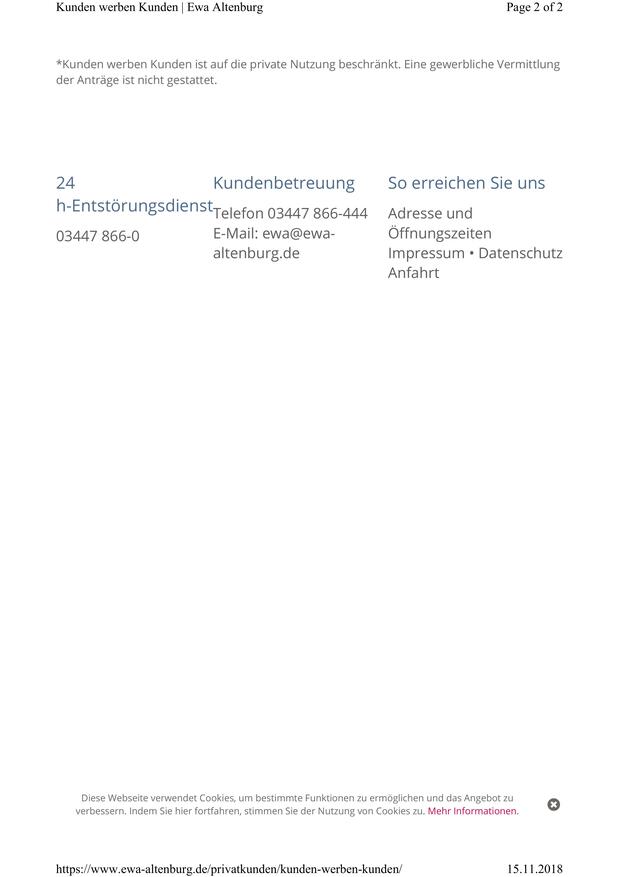 Kunden werben Kunden | Ewa Altenburg
Page 2 of 2
*Kunden werben Kunden ist auf die private Nutzung beschränkt. Eine gewerbliche Vermittlung
der Anträge ist nicht gestattet.
24
h-Entstörungsdienst
03447 866-0
Kundenbetreuung
Telefon 03447 866-444
E-Mail: ewa@ewa-
altenburg.de
So erreichen Sie uns
Adresse und
Öffnungszeiten
Impressum • Datenschutz
Anfahrt
Diese Webseite verwendet Cookies, um bestimmte Funktionen zu ermöglichen und das Angebot zu
verbessern. Indem Sie hier fortfahren, stimmen Sie der Nutzung von Cookies zu. Mehr Informationen.
https://www.ewa-altenburg.de/privatkunden/kunden-werben-kunden/
15.11.2018